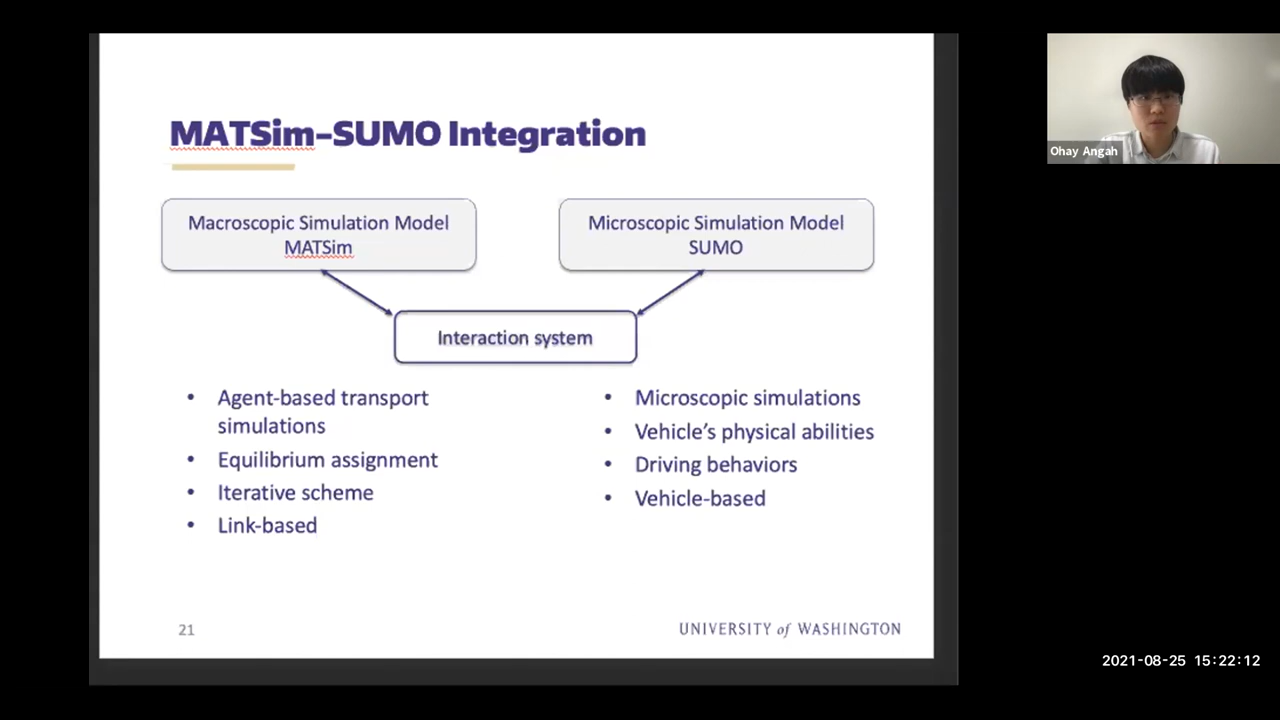 MATSim–SUMO Integration
Macroscopic Simulation Model
MATSim
Microscopic Simulation Model
SUMO
Interaction system
• Agent-based transport
simulations
• Equilibrium assignment
• Iterative scheme
• Link-based
• Microscopic simulations
• Vehicle’s physical abilities
• Driving behaviors
• Vehicle-based
21
UNIVERSITY of WASHINGTON
Ohay Angah
2021-08-25 15:22:12